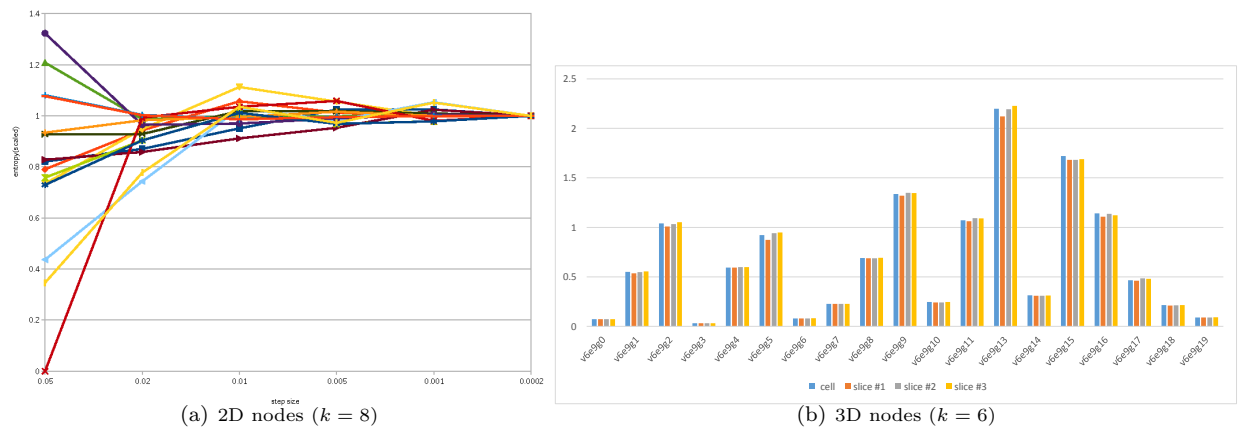 1.4
1.2
1
0.8
0.6
0.4
0.2
0
entropy(scaled)
0.05 0.02 0.01 0.005 0.001 0.0002
step size
(a) 2D nodes (k = 8)
2.5
2
1.5
1
0.5
0
v6e9g0 v6e9g1 v6e9g2 v6e9g3 v6e9g4 v6e9g5 v6e9g6 v6e9g7 v6e9g8 v6e9g9 v6e9g10 v6e9g11 v6e9g13 v6e9g14 v6e9g15 v6e9g16 v6e9g17 v6e9g18 v6e9g19
cell slice #1 slice #2 slice #3
(b) 3D nodes (k = 6)